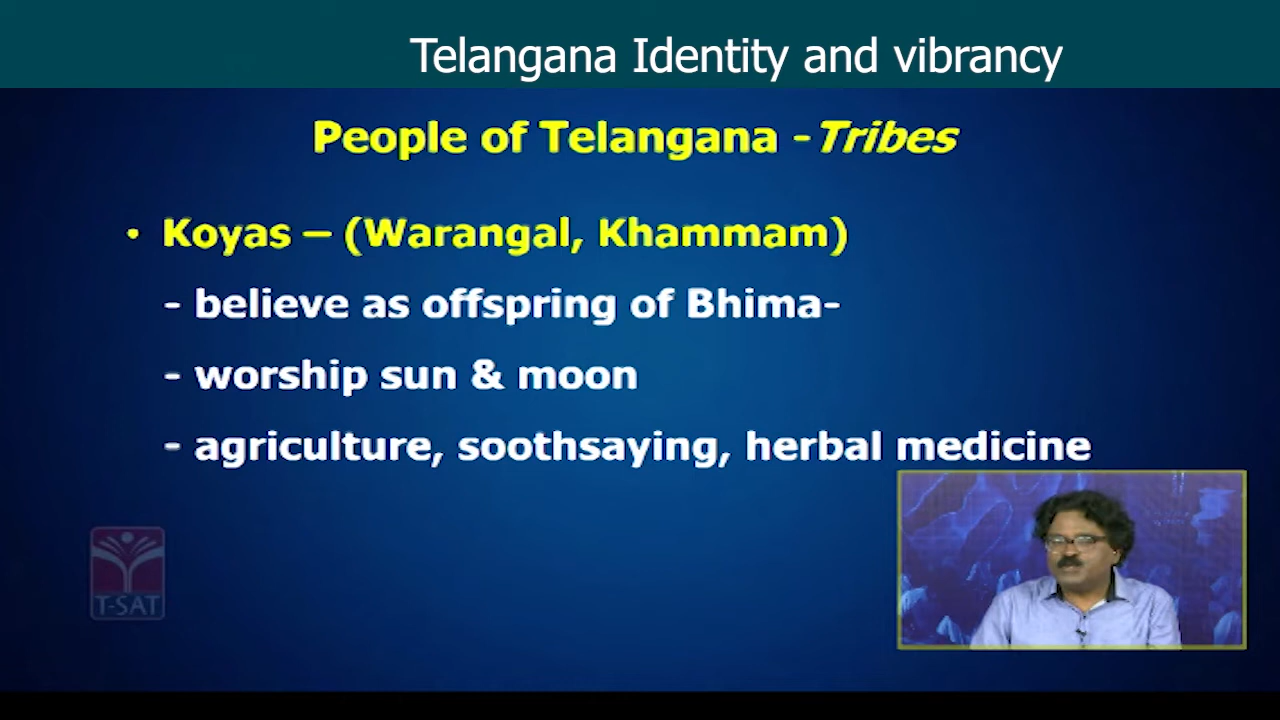 Telangana Identity and vibrancy
People of Telangana -Tribes
• Koyas – (Warangal, Khammam)
- believe as offspring of Bhima-
- worship sun & moon
- agriculture, soothsaying, herbal medicine
T-SAT